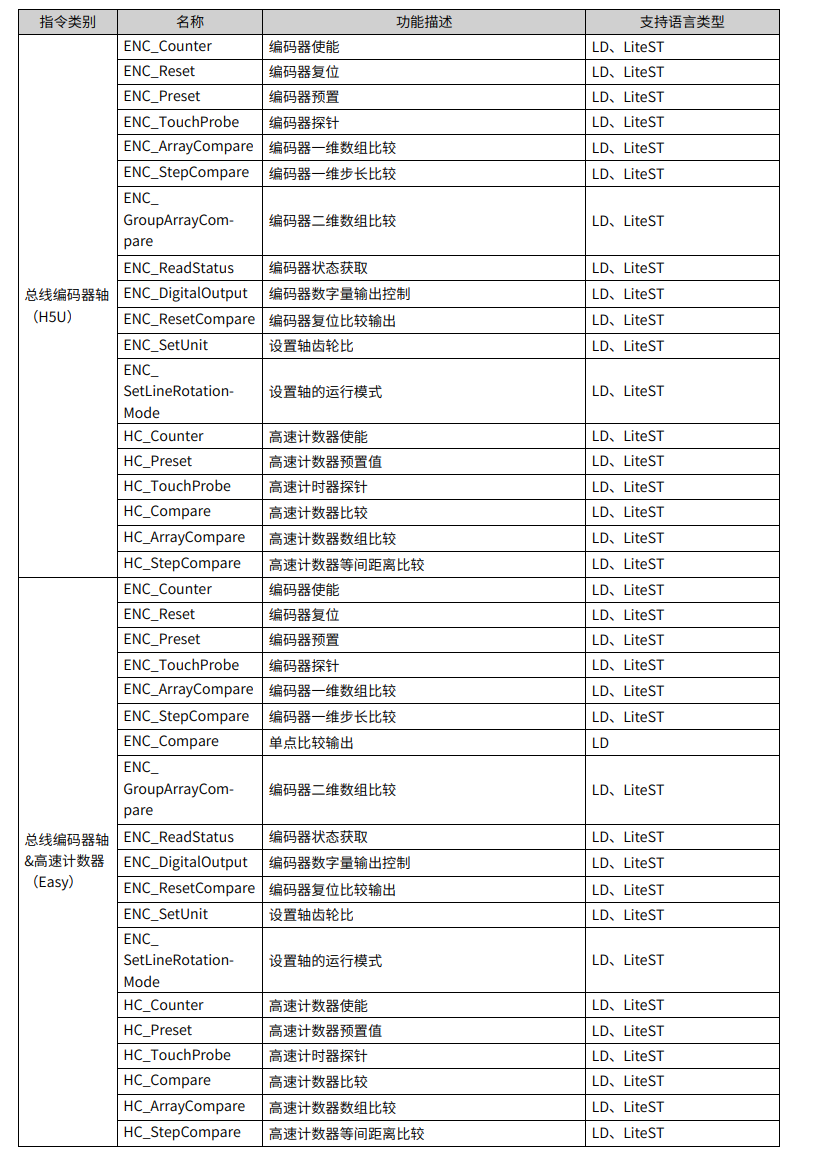 指令类别 名称 功能描述 支持语言类型
总线编码器轴
（H5U）
ENC_Counter 编码器使能 LD、LiteST
ENC_Reset 编码器复位 LD、LiteST
ENC_Preset 编码器预置 LD、LiteST
ENC_TouchProbe 编码器探针 LD、LiteST
ENC_ArrayCompare 编码器一维数组比较 LD、LiteST
ENC_StepCompare 编码器一维步长比较 LD、LiteST
ENC_
GroupArrayCom-
pare
编码器二维数组比较 LD、LiteST
ENC_ReadStatus 编码器状态获取 LD、LiteST
ENC_DigitalOutput 编码器数字量输出控制 LD、LiteST
ENC_ResetCompare 编码器复位比较输出 LD、LiteST
ENC_SetUnit 设置轴齿轮比 LD、LiteST
ENC_
SetLineRotation-
Mode
设置轴的运行模式 LD、LiteST
HC_Counter 高速计数器使能 LD、LiteST
HC_Preset 高速计数器预置值 LD、LiteST
HC_TouchProbe 高速计时器探针 LD、LiteST
HC_Compare 高速计数器比较 LD、LiteST
HC_ArrayCompare 高速计数器数组比较 LD、LiteST
HC_StepCompare 高速计数器等间距离比较 LD、LiteST
总线编码器轴
&高速计数器
（Easy）
ENC_Counter 编码器使能 LD、LiteST
ENC_Reset 编码器复位 LD、LiteST
ENC_Preset 编码器预置 LD、LiteST
ENC_TouchProbe 编码器探针 LD、LiteST
ENC_ArrayCompare 编码器一维数组比较 LD、LiteST
ENC_StepCompare 编码器一维步长比较 LD、LiteST
ENC_Compare 单点比较输出 LD
ENC_
GroupArrayCom-
pare
编码器二维数组比较 LD、LiteST
ENC_ReadStatus 编码器状态获取 LD、LiteST
ENC_DigitalOutput 编码器数字量输出控制 LD、LiteST
ENC_ResetCompare 编码器复位比较输出 LD、LiteST
ENC_SetUnit 设置轴齿轮比 LD、LiteST
ENC_
SetLineRotation-
Mode
设置轴的运行模式 LD、LiteST
HC_Counter 高速计数器使能 LD、LiteST
HC_Preset 高速计数器预置值 LD、LiteST
HC_TouchProbe 高速计时器探针 LD、LiteST
HC_Compare 高速计数器比较 LD、LiteST
HC_ArrayCompare 高速计数器数组比较 LD、LiteST
HC_StepCompare 高速计数器等间距离比较 LD、LiteST